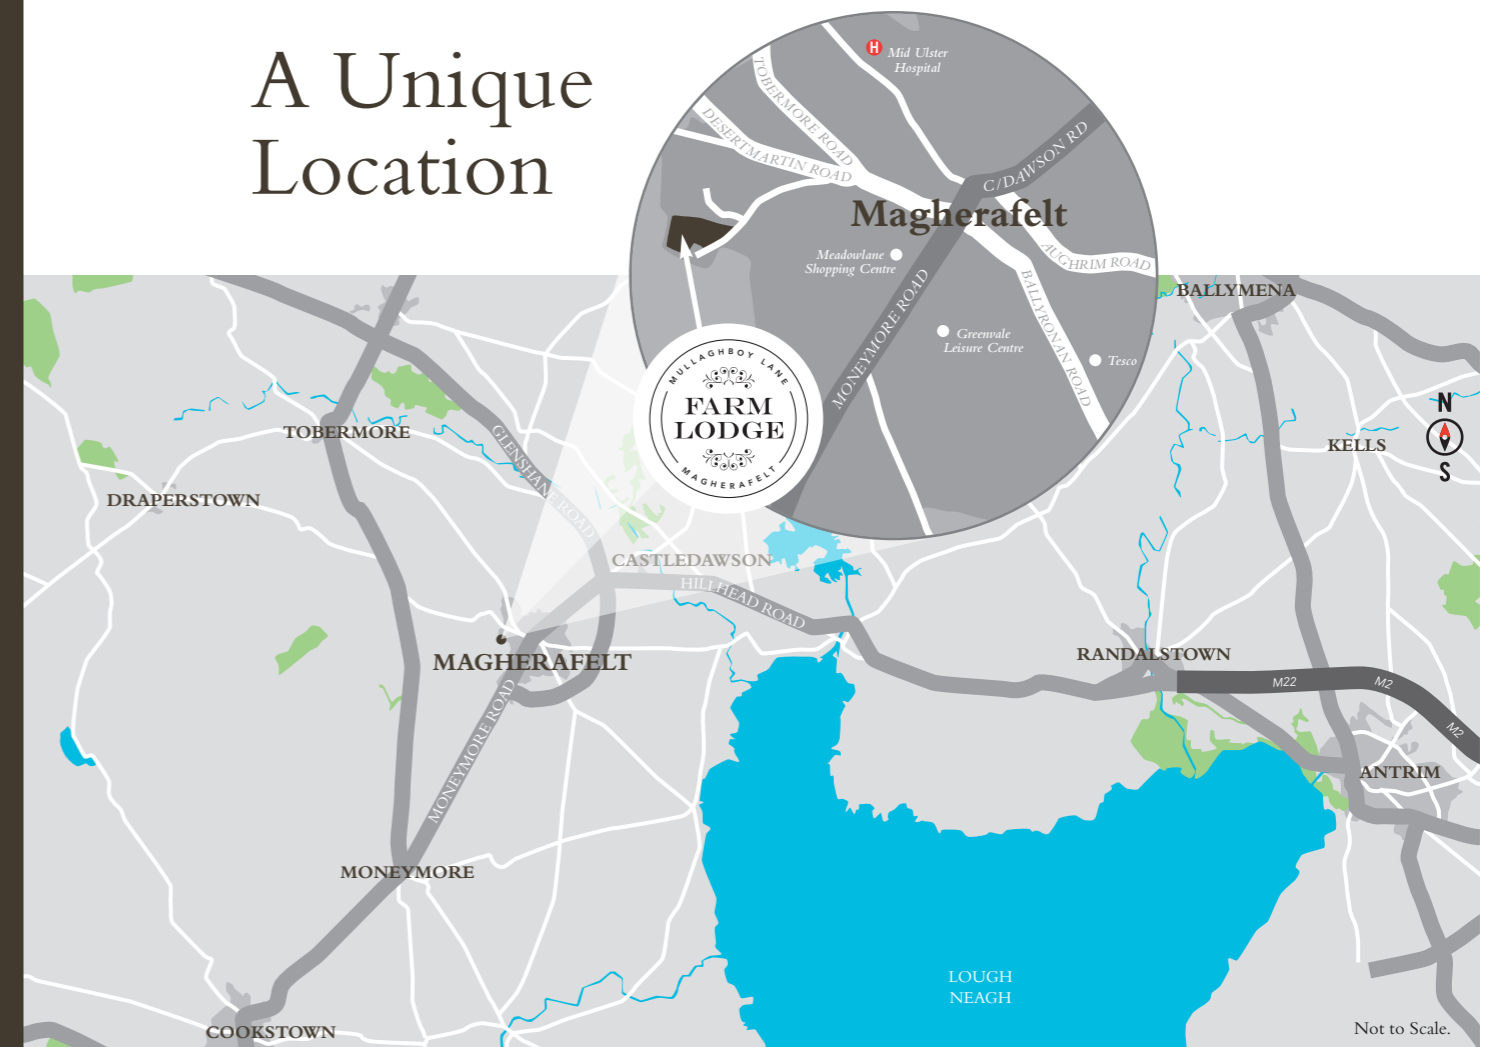 A Unique
Location
H
Mid Ulster
Hospital
TOBERMORE ROAD
DESERTMARTIN ROAD
C/DAWSON RD
Magherafelt
Meadowlane
Shopping Centre
AUGHRIM ROAD
MONEYMORE ROAD
BALLYRONAN ROAD
Greenvale
Leisure Centre
Tesco
MULLAGHBOY LANE
FARM
LODGE
MAGHERAFELT
BALLYMENA
N
S
KELLS
TOBERMORE
GLENSHANE ROAD
DRAPERSTOWN
CASTLEDAWSON
HILLHEAD ROAD
MAGHERAFELT
RANDALSTOWN
M22
M2
M2
MONEYMORE ROAD
ANTRIM
MONEYMORE
LOUGH
NEAGH
COOKSTOWN
Not to Scale.